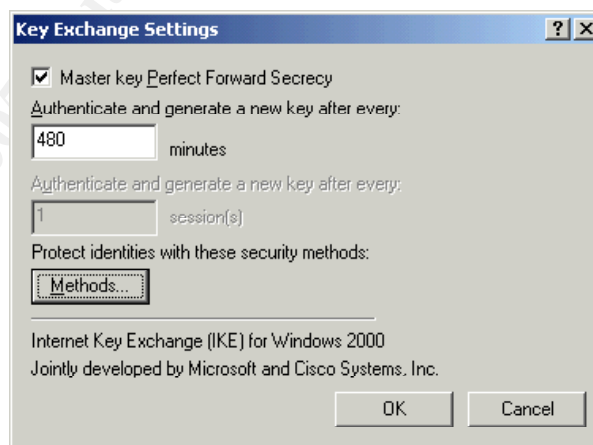 Key Exchange Settings
Master key Perfect Forward Secrecy
Authenticate and generate a new key after every:
480 minutes
Authenticate and generate a new key after every:
1 session(s)
Protect identities with these security methods:
Methods...
Internet Key Exchange (IKE) for Windows 2000
Jointly developed by Microsoft and Cisco Systems, Inc.
OK Cancel